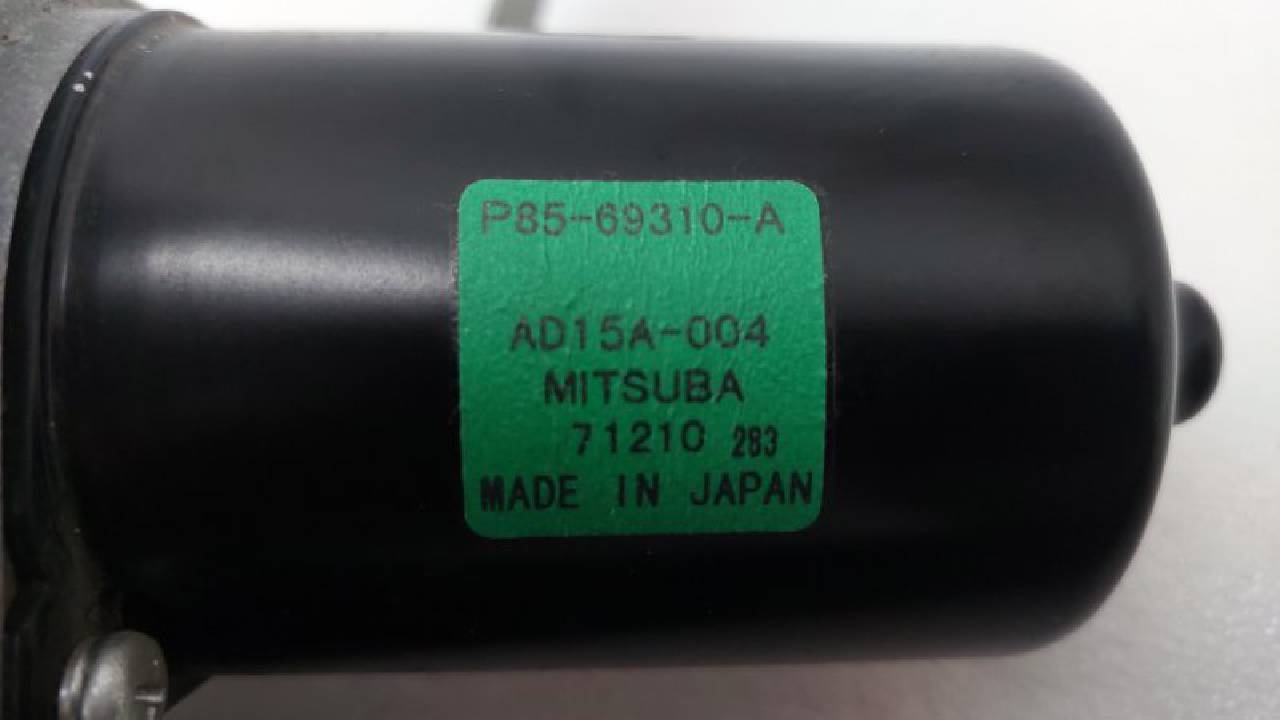 P85-69310-A
AD15A-004
MITSUBA
71210 283
MADE IN JAPAN